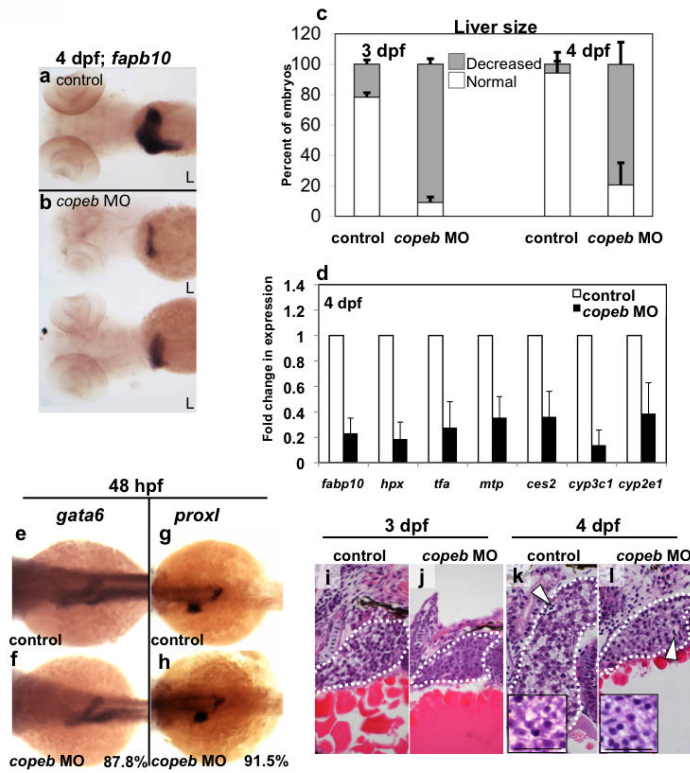 4 dpf; fapb10
a control
L
b copeb MO
L
L
c
Liver size
3 dpf
4 dpf
Decreased
Normal
Percent of embryos
120
100
80
60
40
20
0
control copeb MO control copeb MO
d
4 dpf
control
copeb MO
Fold change in expression
1.4
1.2
1
0.8
0.6
0.4
0.2
0
fabp10 hpx tfa mtp ces2 cyp3c1 cyp2e1
48 hpf
gata6 proxl
e g
control control
f h
copeb MO 87.8% copeb MO 91.5%
3 dpf 4 dpf
control copeb MO control copeb MO
i j k l